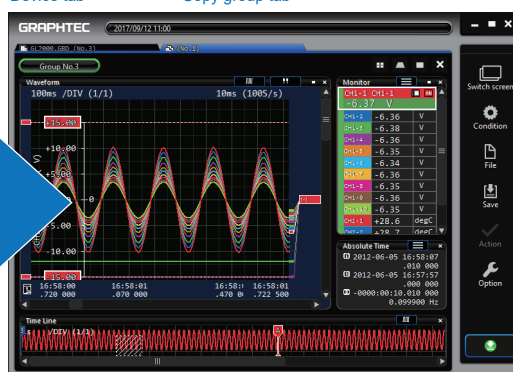 Device tab
Copy group tab
GRAPHTEC
2017/09/12 11:00
GL7000.GBD (No.3)
(No.1)
Group No.3
Waveform
100ms /DIV (1/1)
10ms (100S/s)
+15.00
+10.00
+5.00
0
-10.00
-15.00
16:58:00
.720 000
16:58:01
.070 000
.470
16:58:01
.722 500
Monitor
CH1-1 CH1-1
-6.37 V
CH1-2 -6.36 V
CH1-3 -6.38 V
CH1-4 -6.36 V
CH1-5 -6.35 V
CH1-6 -6.34 V
CH1-7 -6.36 V
CH1-8 -6.35 V
CH1-9 -6.36 V
CH1-10 -6.35 V
+28.6 degC
+28.7 degC
Absolute Time
2012-06-05 16:58:07
.010 000
2012-06-05 16:57:57
.000 000
-0000:00:10.010 000
0.099900 Hz
Time Line
s /DIV (1/1)
Switch screen
Condition
File
Save
Action
Option